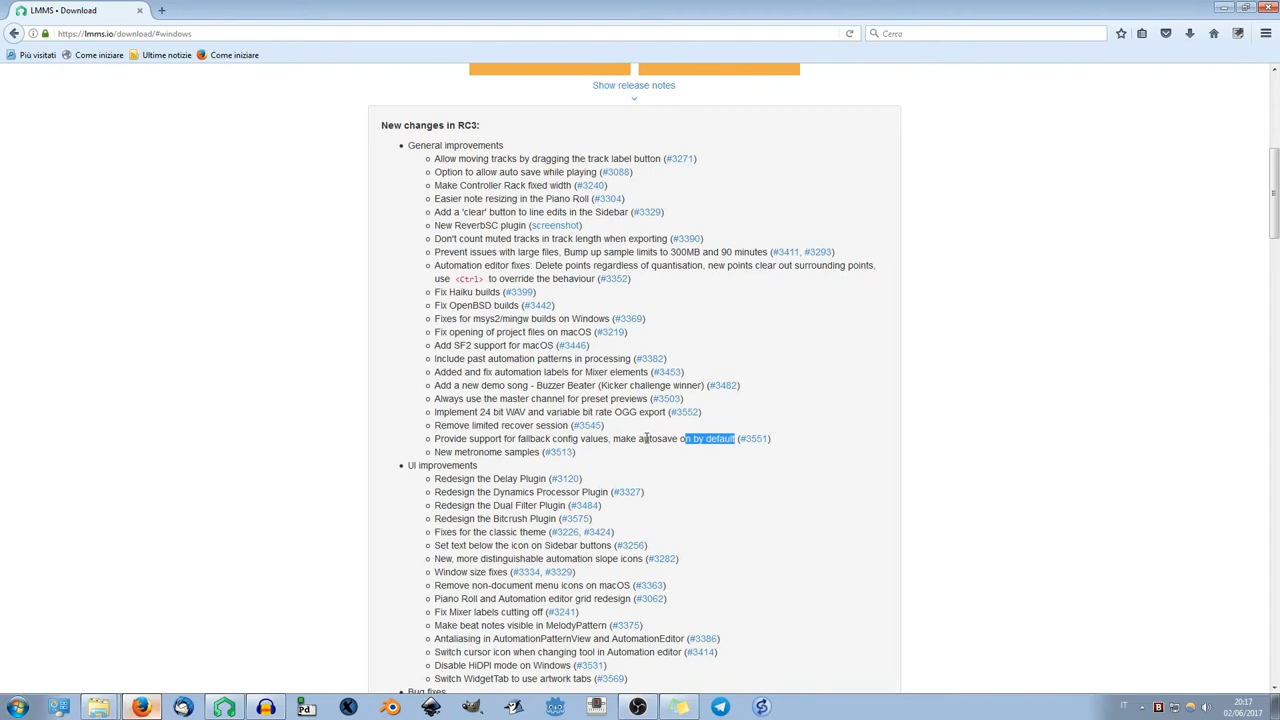 LMMS • Download
https://lmms.io/download/#windows
Cerca
Più visitati
Come iniziare
Ultime notizie
Come iniziare
Show release notes
New changes in RC3:
General improvements
Allow moving tracks by dragging the track label button (#3271)
Option to allow auto save while playing (#3088)
Make Controller Rack fixed width (#3240)
Easier note resizing in the Piano Roll (#3304)
Add a 'clear' button to line edits in the Sidebar (#3329)
New ReverbSC plugin (screenshot)
Don't count muted tracks in track length when exporting (#3390)
Prevent issues with large files, Bump up sample limits to 300MB and 90 minutes (#3411, #3293)
Automation editor fixes: Delete points regardless of quantisation, new points clear out surrounding points,
use <Ctrl> to override the behaviour (#3352)
Fix Haiku builds (#3399)
Fix OpenBSD builds (#3442)
Fixes for msys2/mingw builds on Windows (#3369)
Fix opening of project files on macOS (#3219)
Add SF2 support for macOS (#3446)
Include past automation patterns in processing (#3382)
Added and fix automation labels for Mixer elements (#3453)
Add a new demo song - Buzzer Beater (Kicker challenge winner) (#3482)
Always use the master channel for preset previews (#3503)
Implement 24 bit WAV and variable bit rate OGG export (#3552)
Remove limited recover session (#3545)
Provide support for fallback config values, make autosave on by default (#3551)
New metronome samples (#3513)
UI improvements
Redesign the Delay Plugin (#3120)
Redesign the Dynamics Processor Plugin (#3327)
Redesign the Dual Filter Plugin (#3484)
Redesign the Bitcrush Plugin (#3575)
Fixes for the classic theme (#3226, #3424)
Set text below the icon on Sidebar buttons (#3256)
New, more distinguishable automation slope icons (#3282)
Window size fixes (#3334, #3329)
Remove non-document menu icons on macOS (#3363)
Piano Roll and Automation editor grid redesign (#3062)
Fix Mixer labels cutting off (#3241)
Make beat notes visible in MelodyPattern (#3375)
Antaliasing in AutomationPatternView and AutomationEditor (#3386)
Switch cursor icon when changing tool in Automation editor (#3414)
Disable HiDPI mode on Windows (#3531)
Switch WidgetTab to use artwork tabs (#3569)
Bug fixes
Pd
IT
20:17
02/06/2017